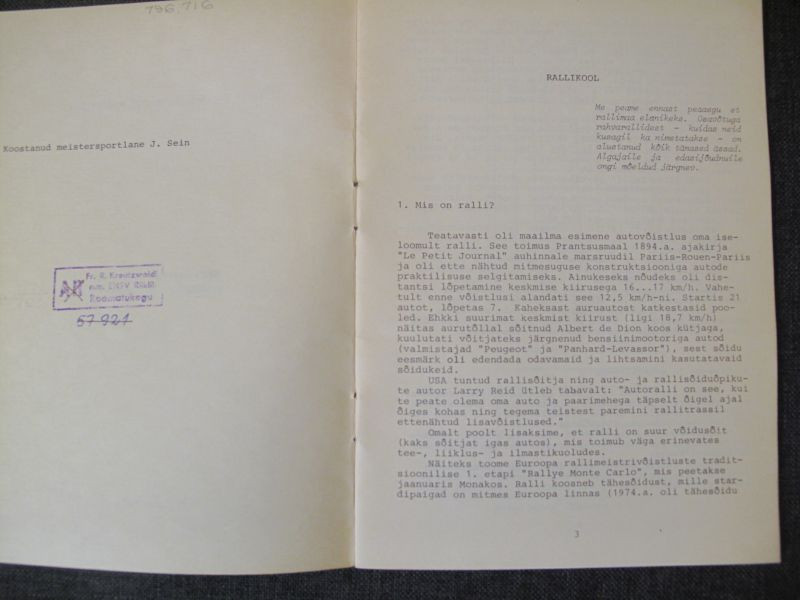 796.716
Koostanud meistersportlane J. Sein
Fr. R. Kreutzwaldi
nim. ENSV Riikl.
Raamatukogu
57 921
RALLIKOOL
Me peame ennast peaaegu et
rallimaa elanikeks. Osavõtuga
rahvarallidest - kuidas neid
kusagil ka nimetatakse - on
alustanud kõik tänased ässad.
Algajaile ja edasijõudnuile
ongi mõeldud järgnev.
1. Mis on ralli?
Teatavasti oli maailma esimene autovõistlus oma ise-
loomult ralli. See toimus Prantsusmaal 1894.a. ajakirja
"Le Petit Journal" auhinnale marsruudil Pariis-Rouen-Pariis
ja oli ette nähtud mitmesuguse konstruktsiooniga autode
praktilisuse selgitamiseks. Ainukeseks nõudeks oli dis-
tantsi lõpetamine keskmise kiirusega 16...17 km/h. Vahe-
tult enne võistlusi alandati see 12,5 km/h-ni. Startis 21
autot, lõpetas 7. Kaheksast auruautost katkestasid poo-
led. Ehkki suurimat keskmist kiirust (ligi 18,7 km/h)
näitas aurutõllal sõitnud Albert de Dion koos kütjaga,
kuulutati võitjateks järgnenud bensiinimootoriga autod
(valmistajad "Peugeot" ja "Panhard-Levassor"), sest sõidu
eesmärk oli edendada odavamaid ja lihtsamini kasutatavaid
sõidukeid.
USA tuntud rallisõitja ning auto- ja rallisõiduõpiku-
te autor Larry Reid ütleb tabavalt: "Autoralli on see, kui
te peate olema oma auto ja paarimehega täpselt õigel ajal
õiges kohas ning tegema teistest paremini rallitrassil
ettenähtud lisavõistlused."
Omalt poolt lisaksime, et ralli on suur võidusõit
(kaks sõitjat igas autos), mis toimub väga erinevates
tee-, liiklus- ja ilmastikuoludes.
Näiteks toome Euroopa rallimeistrivõistluste tradit-
sioonilise 1. etapi "Rallye Monte Carlo", mis peetakse
jaanuaris Monakos. Ralli koosneb tähesõidust, mille star-
dipaigad on mitmes Euroopa linnas (1974.a. oli tähesõidu
3